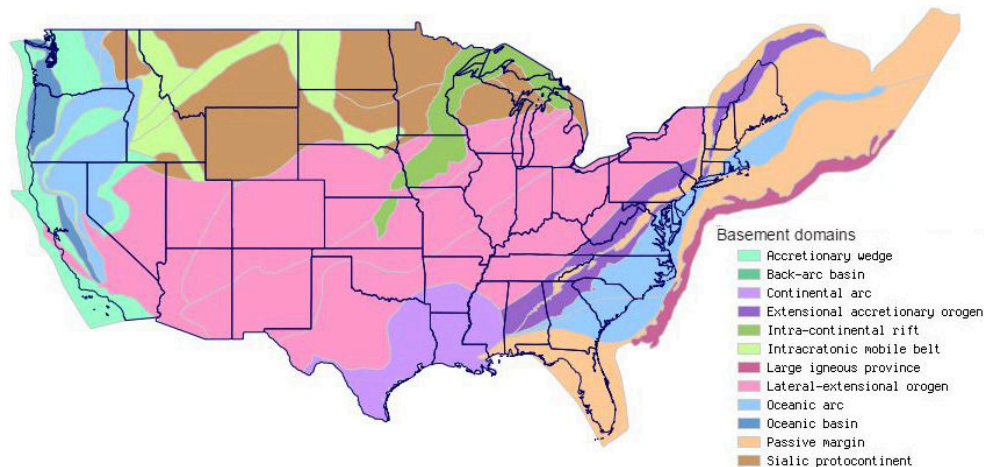 Basement domains
Accretionary wedge
Back-arc basin
Continental arc
Extensional accretionary orogen
Intra-continental rift
Intracratonic mobile belt
Large igneous province
Lateral-extensional orogen
Oceanic arc
Oceanic basin
Passive margin
Sialic protocontinent